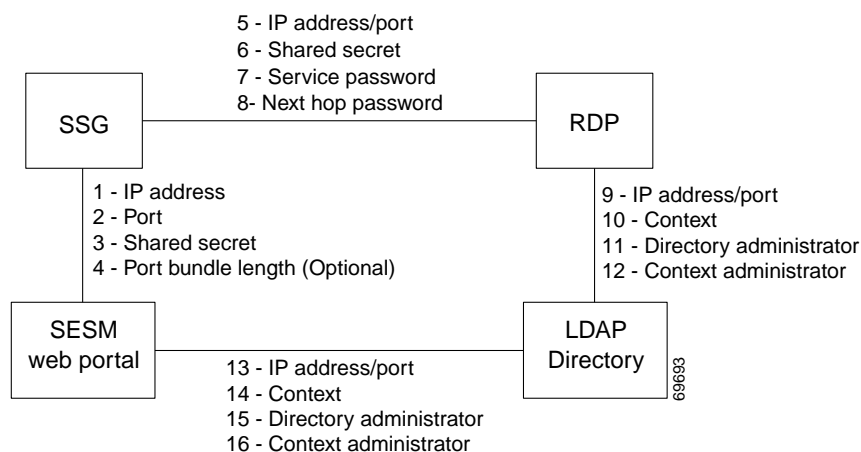 5 - IP address/port
6 - Shared secret
7 - Service password
8- Next hop password
SSG
RDP
1 - IP address
2 - Port
3 - Shared secret
4 - Port bundle length (Optional)
9 - IP address/port
10 - Context
11 - Directory administrator
12 - Context administrator
SESM
web portal
LDAP
Directory
69693
13 - IP address/port
14 - Context
15 - Directory administrator
16 - Context administrator